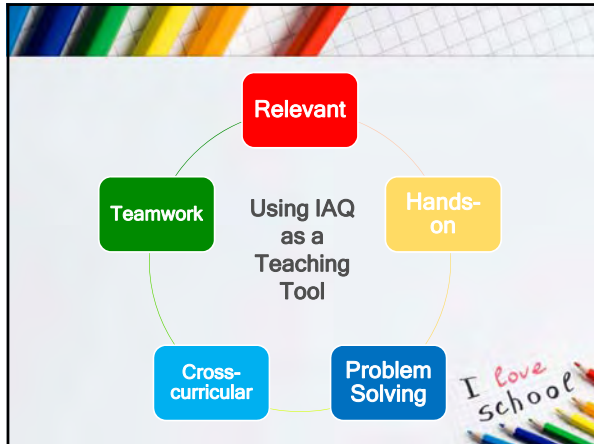 Relevant
Teamwork
Using IAQ
as a
Teaching
Tool
Hands-
on
Cross-
curricular
Problem
Solving
I love
school